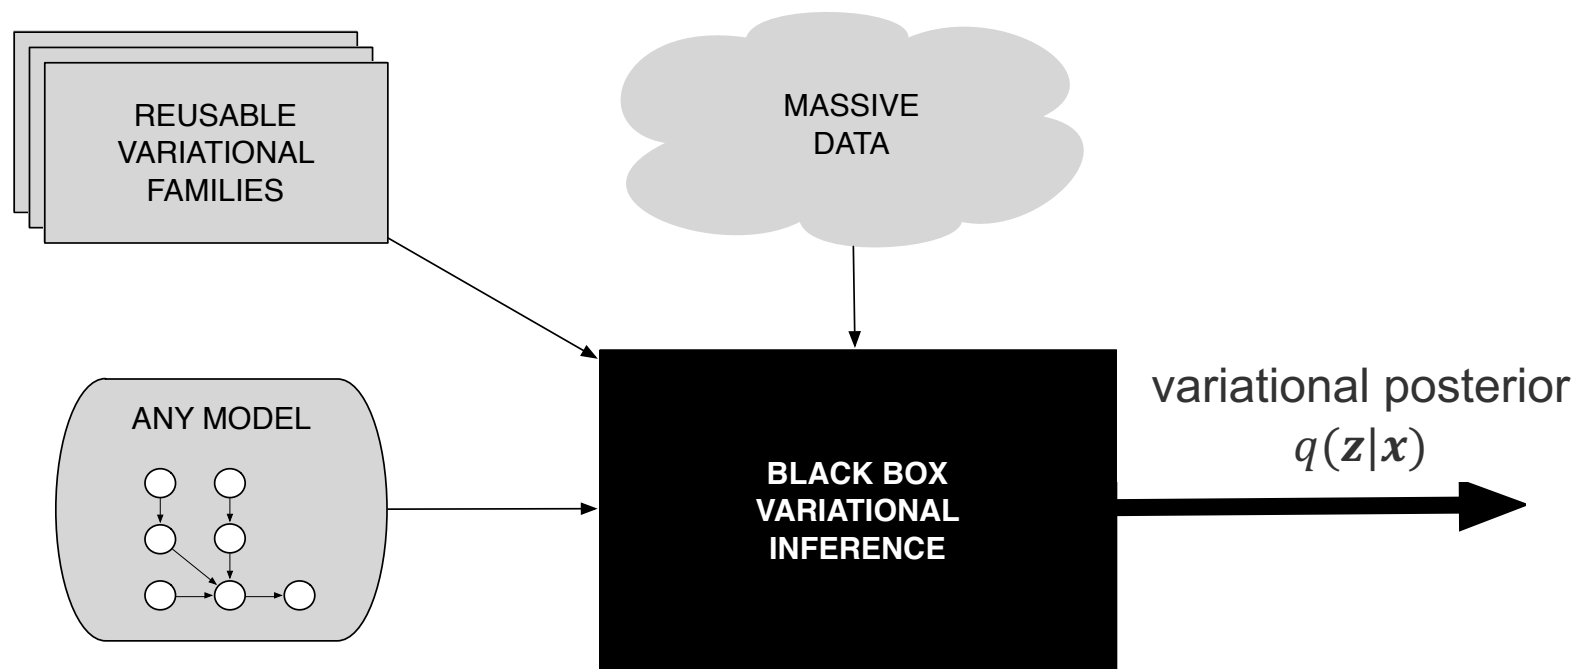 REUSABLE
VARIATIONAL
FAMILIES
MASSIVE
DATA
ANY MODEL
BLACK BOX
VARIATIONAL
INFERENCE
variational posterior
q(z|x)